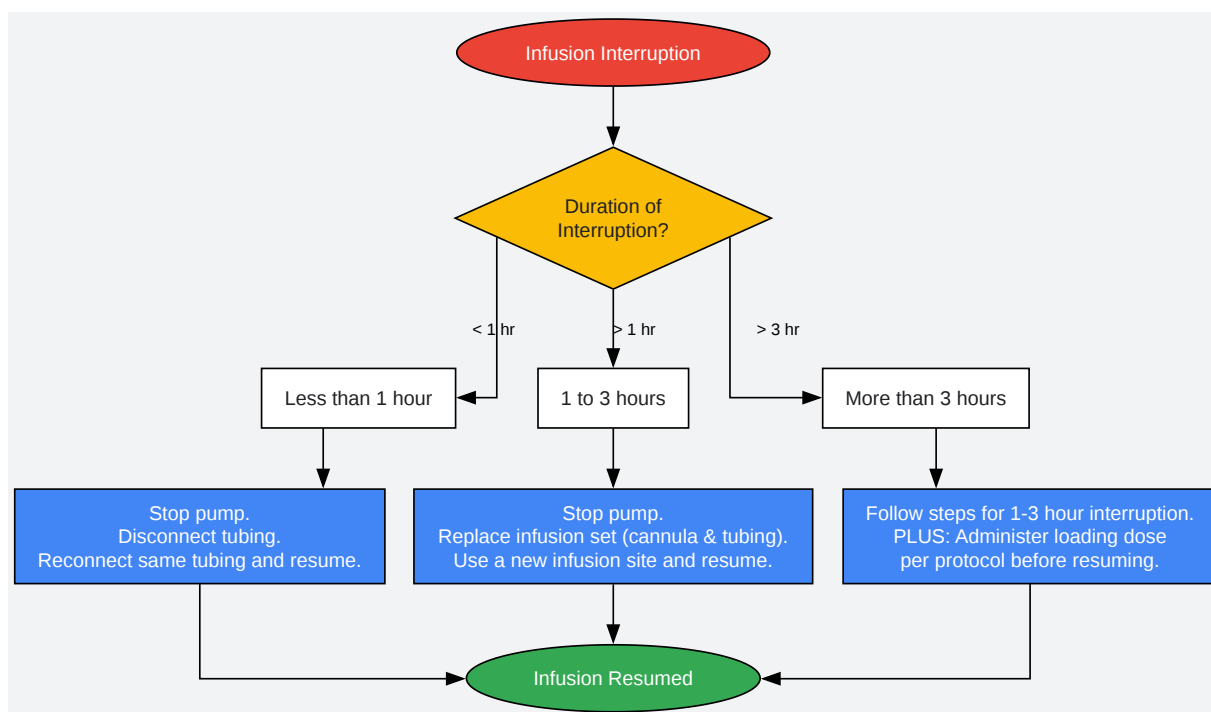 Infusion Interruption
Duration of
Interruption?
< 1 hr
> 1 hr
> 3 hr
Less than 1 hour
1 to 3 hours
More than 3 hours
Stop pump.
Disconnect tubing.
Reconnect same tubing and resume.
Stop pump.
Replace infusion set (cannula & tubing).
Use a new infusion site and resume.
Follow steps for 1-3 hour interruption.
PLUS: Administer loading dose
per protocol before resuming.
Infusion Resumed